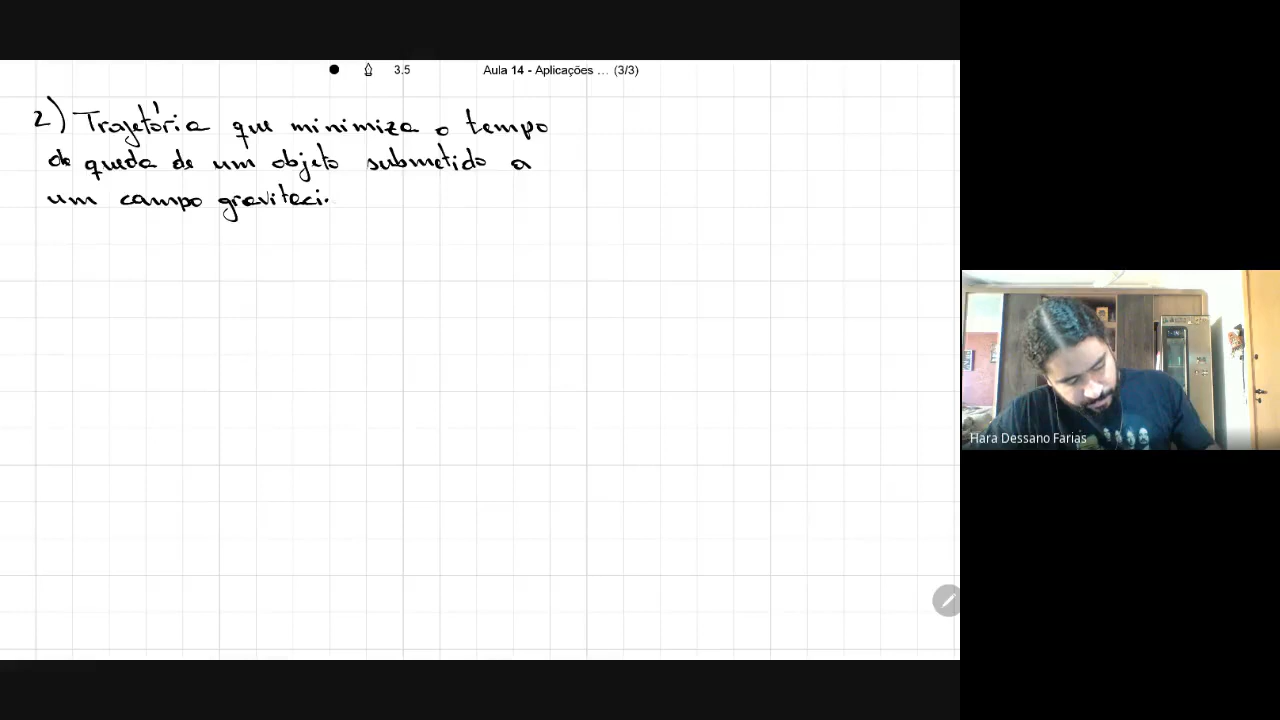 3.5 Aula 14 - Aplicações ... (3/3)
2) Trajetória que minimiza o tempo
de queda de um objeto submetido a
um campo gravitaci.
Hara Dessano Farias